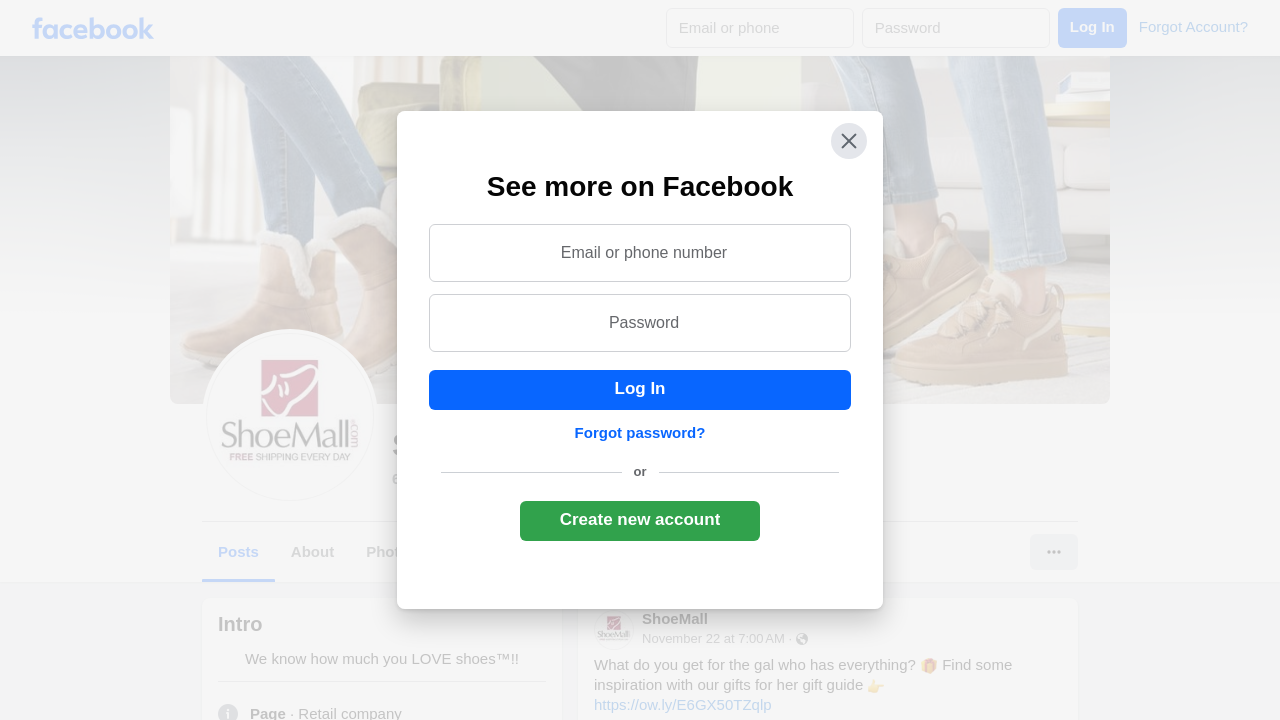 facebook
Email or phone
Password
Log In
Forgot Account?
See more on Facebook
Email or phone number
Password
Log In
Forgot password?
or
Create new account
ShoeMall.com
FREE SHIPPING EVERY DAY
Posts
About
Intro
We know how much you LOVE shoes™!!
Page · Retail company
ShoeMall
November 22 at 7:00 AM ·
What do you get for the gal who has everything? 🎁 Find some
inspiration with our gifts for her gift guide 👉
https://ow.ly/E6GX50TZqlp